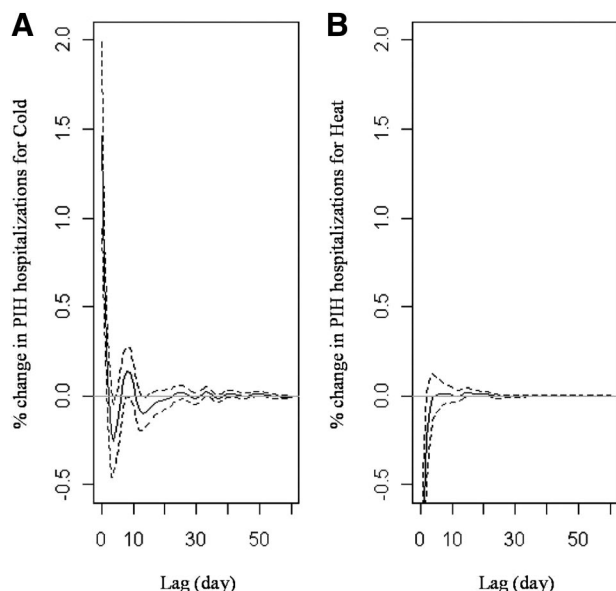 A
% change in PIH hospitalizations for Cold
2.0
1.5
1.0
0.5
0.0
-0.5
0 10 30 50
Lag (day)
B
% change in PIH hospitalizations for Heat
2.0
1.5
1.0
0.5
0.0
-0.5
0 10 30 50
Lag (day)